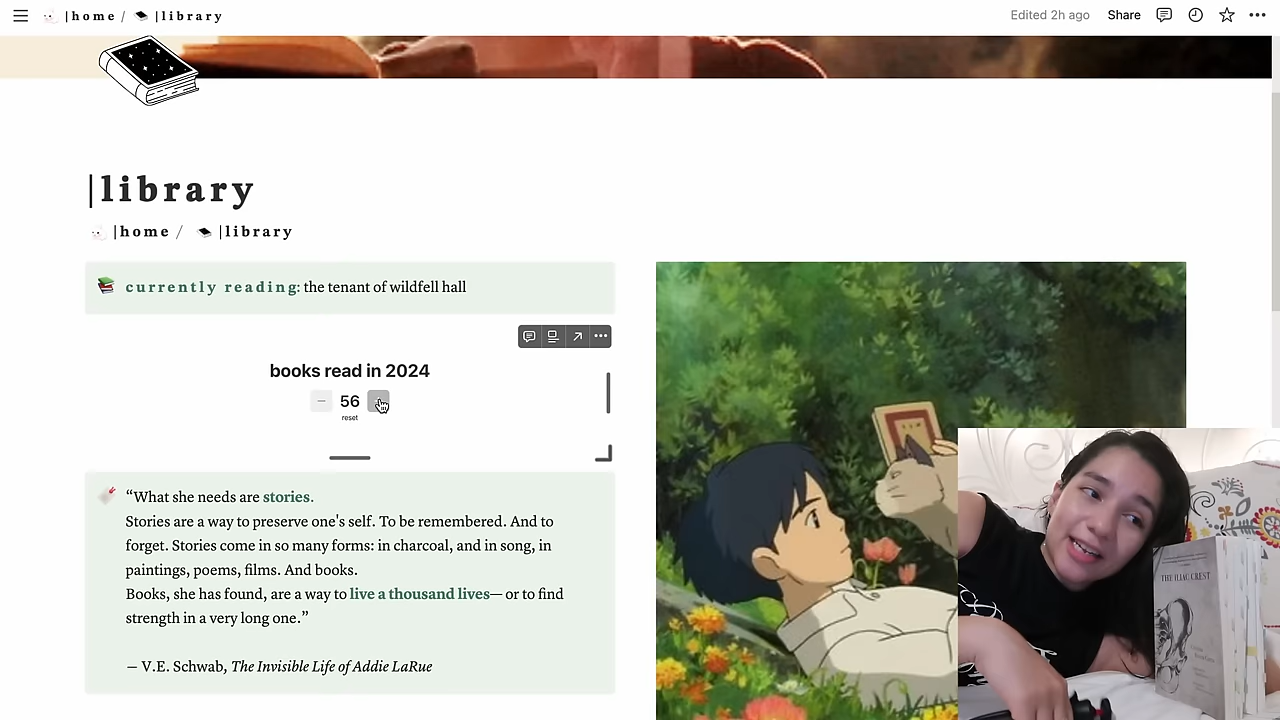 |home / |library
Edited 2h ago Share
|library
|home / |library
currently reading: the tenant of wildfell hall
books read in 2024
56
reset
“What she needs are stories.
Stories are a way to preserve one's self. To be remembered. And to
forget. Stories come in so many forms: in charcoal, and in song, in
paintings, poems, films. And books.
Books, she has found, are a way to live a thousand lives— or to find
strength in a very long one.”
— V.E. Schwab, The Invisible Life of Addie LaRue
THE ILIAC CREST